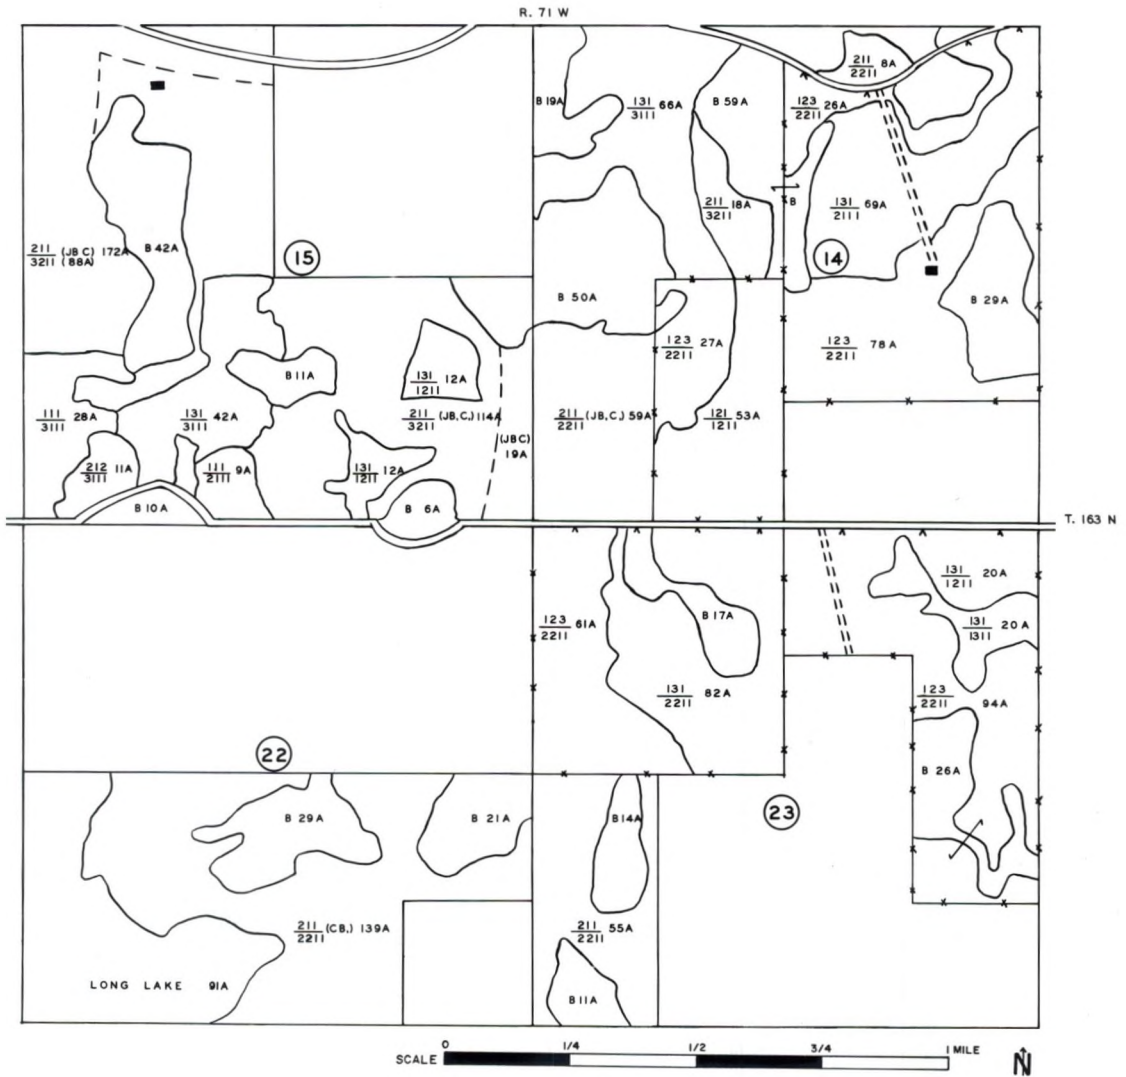 R. 71 W
211
2211 8A
B 19A
131
3111 66A
B 59A
123
2211 26A
211
3211 18A
B
131
2111 69A
211
3211 (JBC) 172A
(88A)
B 42A
15
14
B 50A
B 29A
123
2211 27A
123
2211 78A
B 11A
131
1211 12A
111
3111 28A
131
3111 42A
211
3211 (JB,C,) 114A
(JBC)
19A
211
2211 (JB,C,) 59A
121
1211 53A
212
3111 11A
111
2111 9A
131
1211 12A
B 10A
B 6A
T. 163 N
131
1211 20A
131
1311 20A
123
2211 61A
B 17A
131
2211 82A
123
2211 94A
22
B 26A
23
B 29A
B 21A
B 14A
211
2211 (CB,) 139A
211
2211 55A
LONG LAKE 91A
B 11A
SCALE 0 1/4 1/2 3/4 1 MILE
N